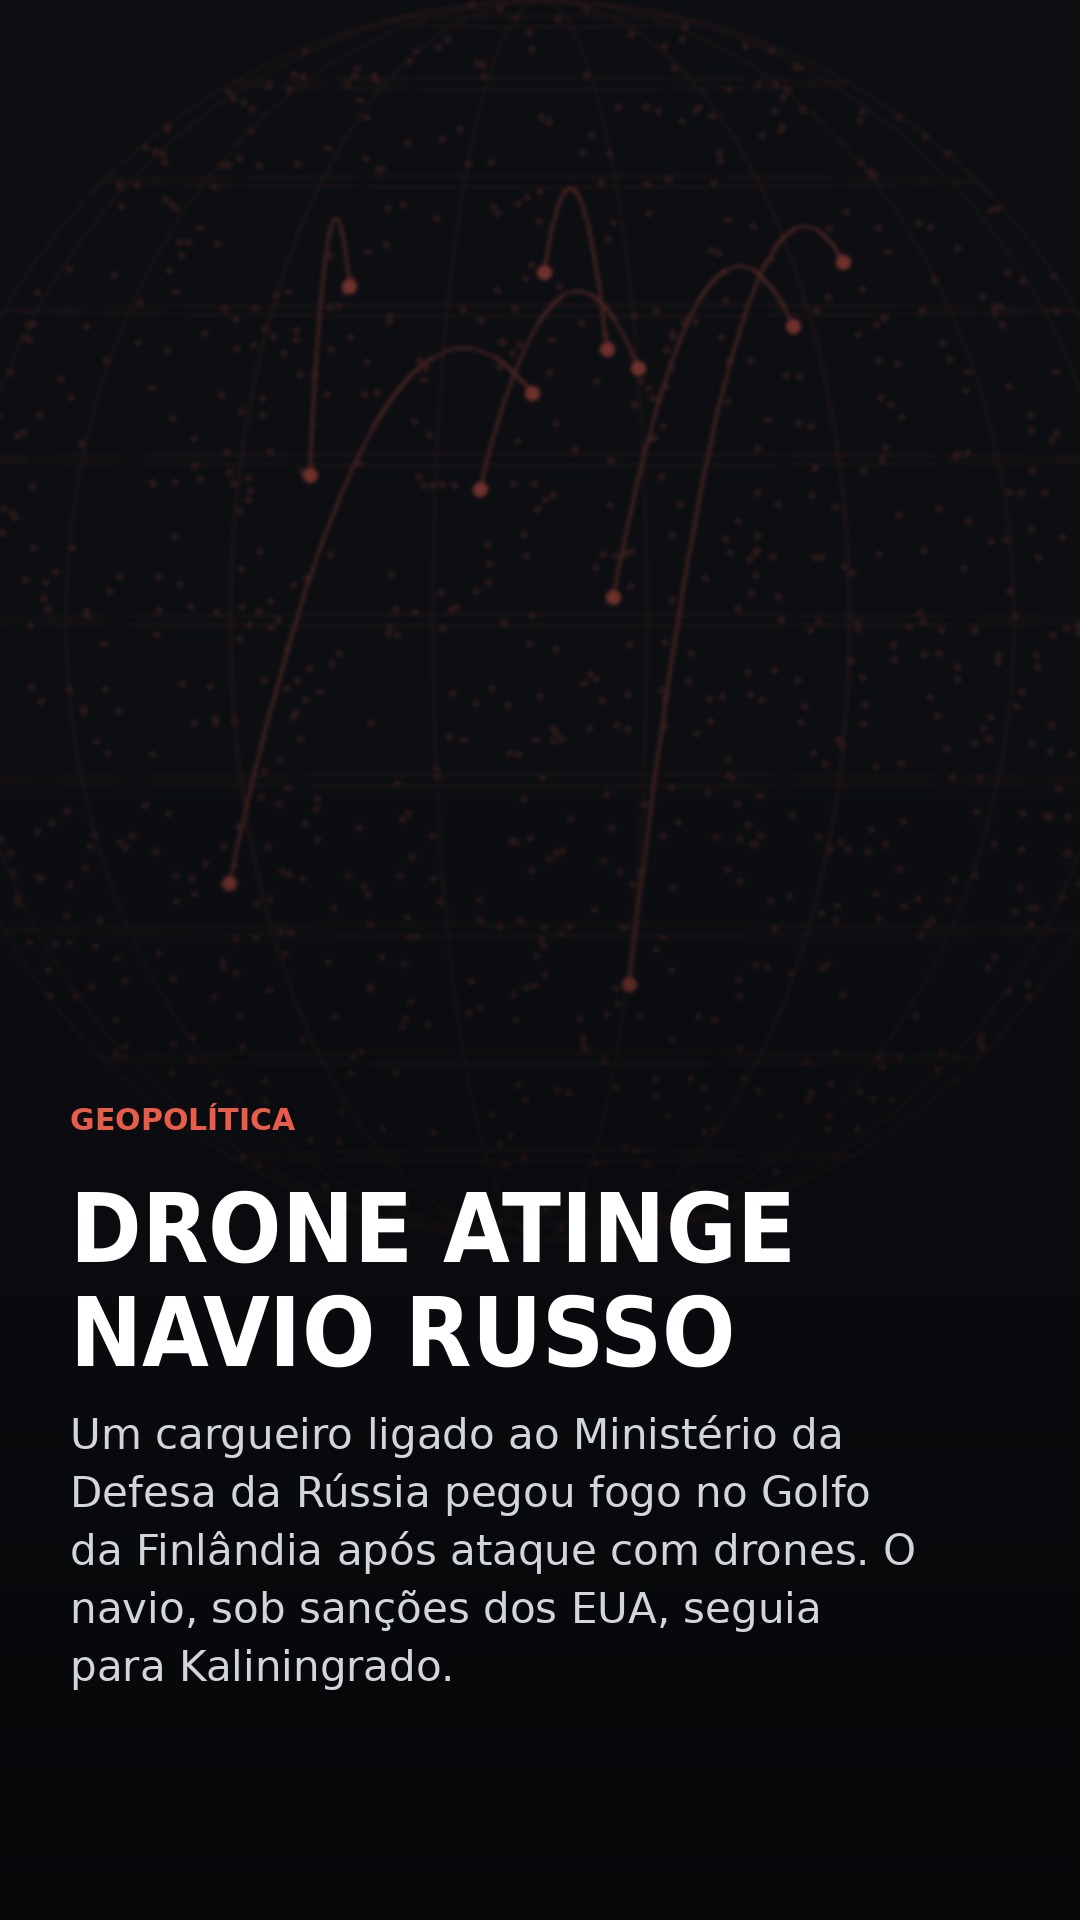 GEOPOLÍTICA
DRONE ATINGE
NAVIO RUSSO
Um cargueiro ligado ao Ministério da
Defesa da Rússia pegou fogo no Golfo
da Finlândia após ataque com drones. O
navio, sob sanções dos EUA, seguia
para Kaliningrado.